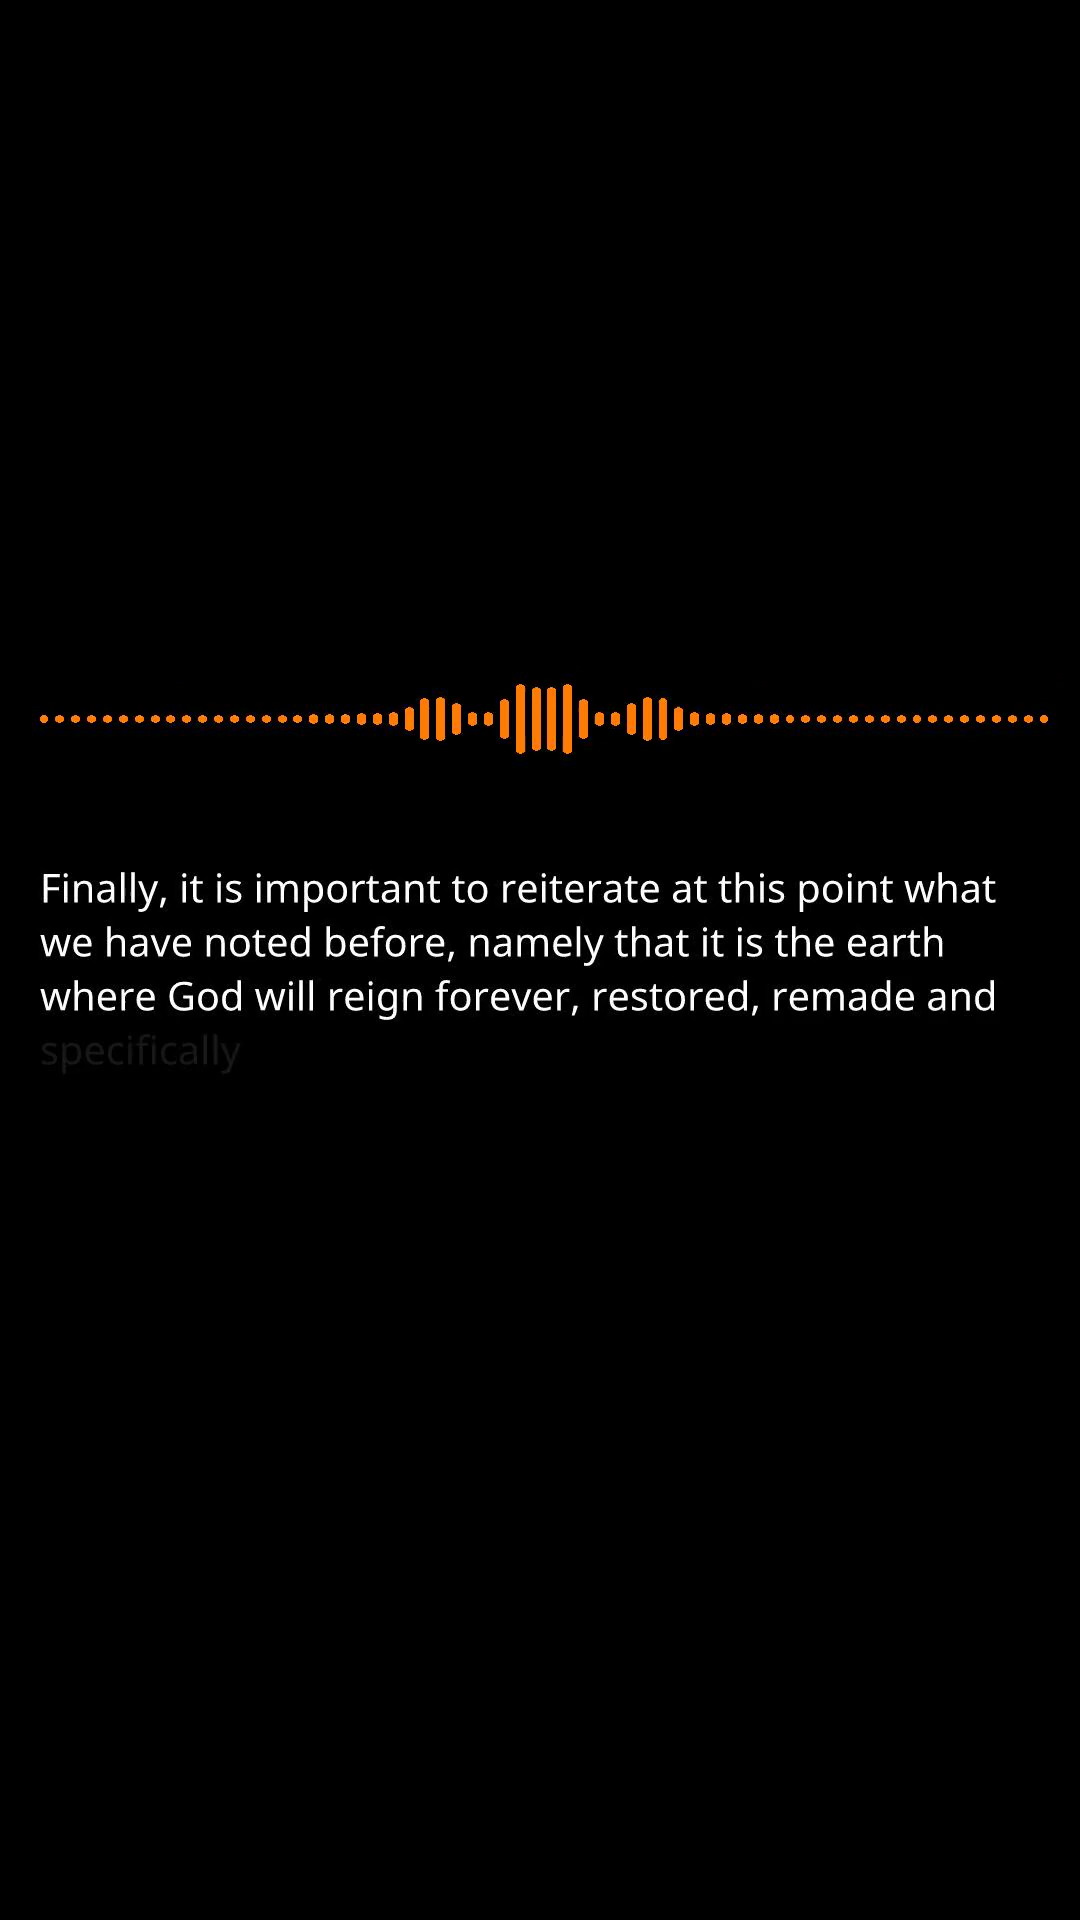 Finally, it is important to reiterate at this point what
we have noted before, namely that it is the earth
where God will reign forever, restored, remade and
specifically